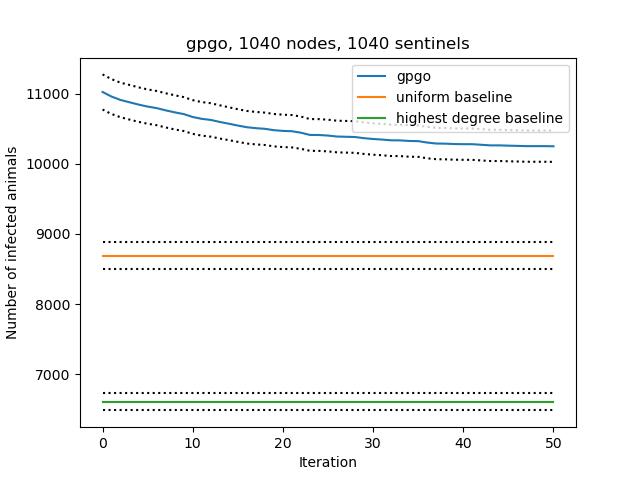 gpgo, 1040 nodes, 1040 sentinels
gpgo
uniform baseline
highest degree baseline
11000
10000
9000
8000
7000
Number of infected animals
0 10 20 30 40 50
Iteration